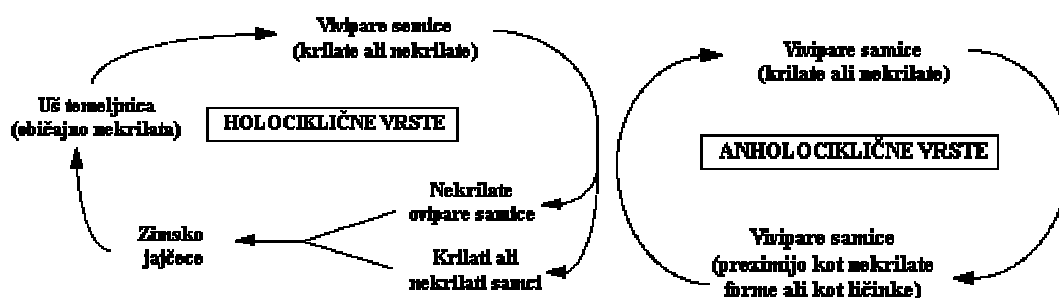 Vivipare samice
(krilate ali nekrilate)
Uš temeljnica
(običajno nekrilata)
HOLOCIKLIČNE VRSTE
Nekrilate
ovipare samice
Zimsko
jajčece
Krilati ali
nekrilati samci
Vivipare samice
(krilate ali nekrilate)
ANHOLOCIKLIČNE VRSTE
Vivipare samice
(prezimijo kot nekrilate
forme ali kot ličinke)